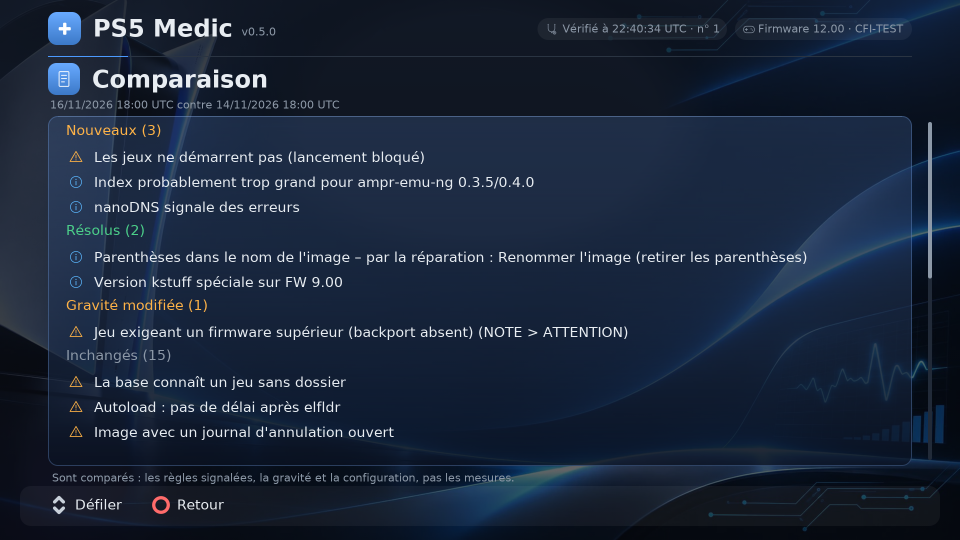 PS5 Medic v0.5.0
Vérifié à 22:40:34 UTC · n° 1
Firmware 12.00 · CFI-TEST
Comparaison
16/11/2026 18:00 UTC contre 14/11/2026 18:00 UTC
Nouveaux (3)
Les jeux ne démarrent pas (lancement bloqué)
Index probablement trop grand pour ampr-emu-ng 0.3.5/0.4.0
nanoDNS signale des erreurs
Résolus (2)
Parenthèses dans le nom de l'image – par la réparation : Renommer l'image (retirer les parenthèses)
Version kstuff spéciale sur FW 9.00
Gravité modifiée (1)
Jeu exigeant un firmware supérieur (backport absent) (NOTE > ATTENTION)
Inchangés (15)
La base connaît un jeu sans dossier
Autoload : pas de délai après elfldr
Image avec un journal d'annulation ouvert
Sont comparés : les règles signalées, la gravité et la configuration, pas les mesures.
Défiler
Retour